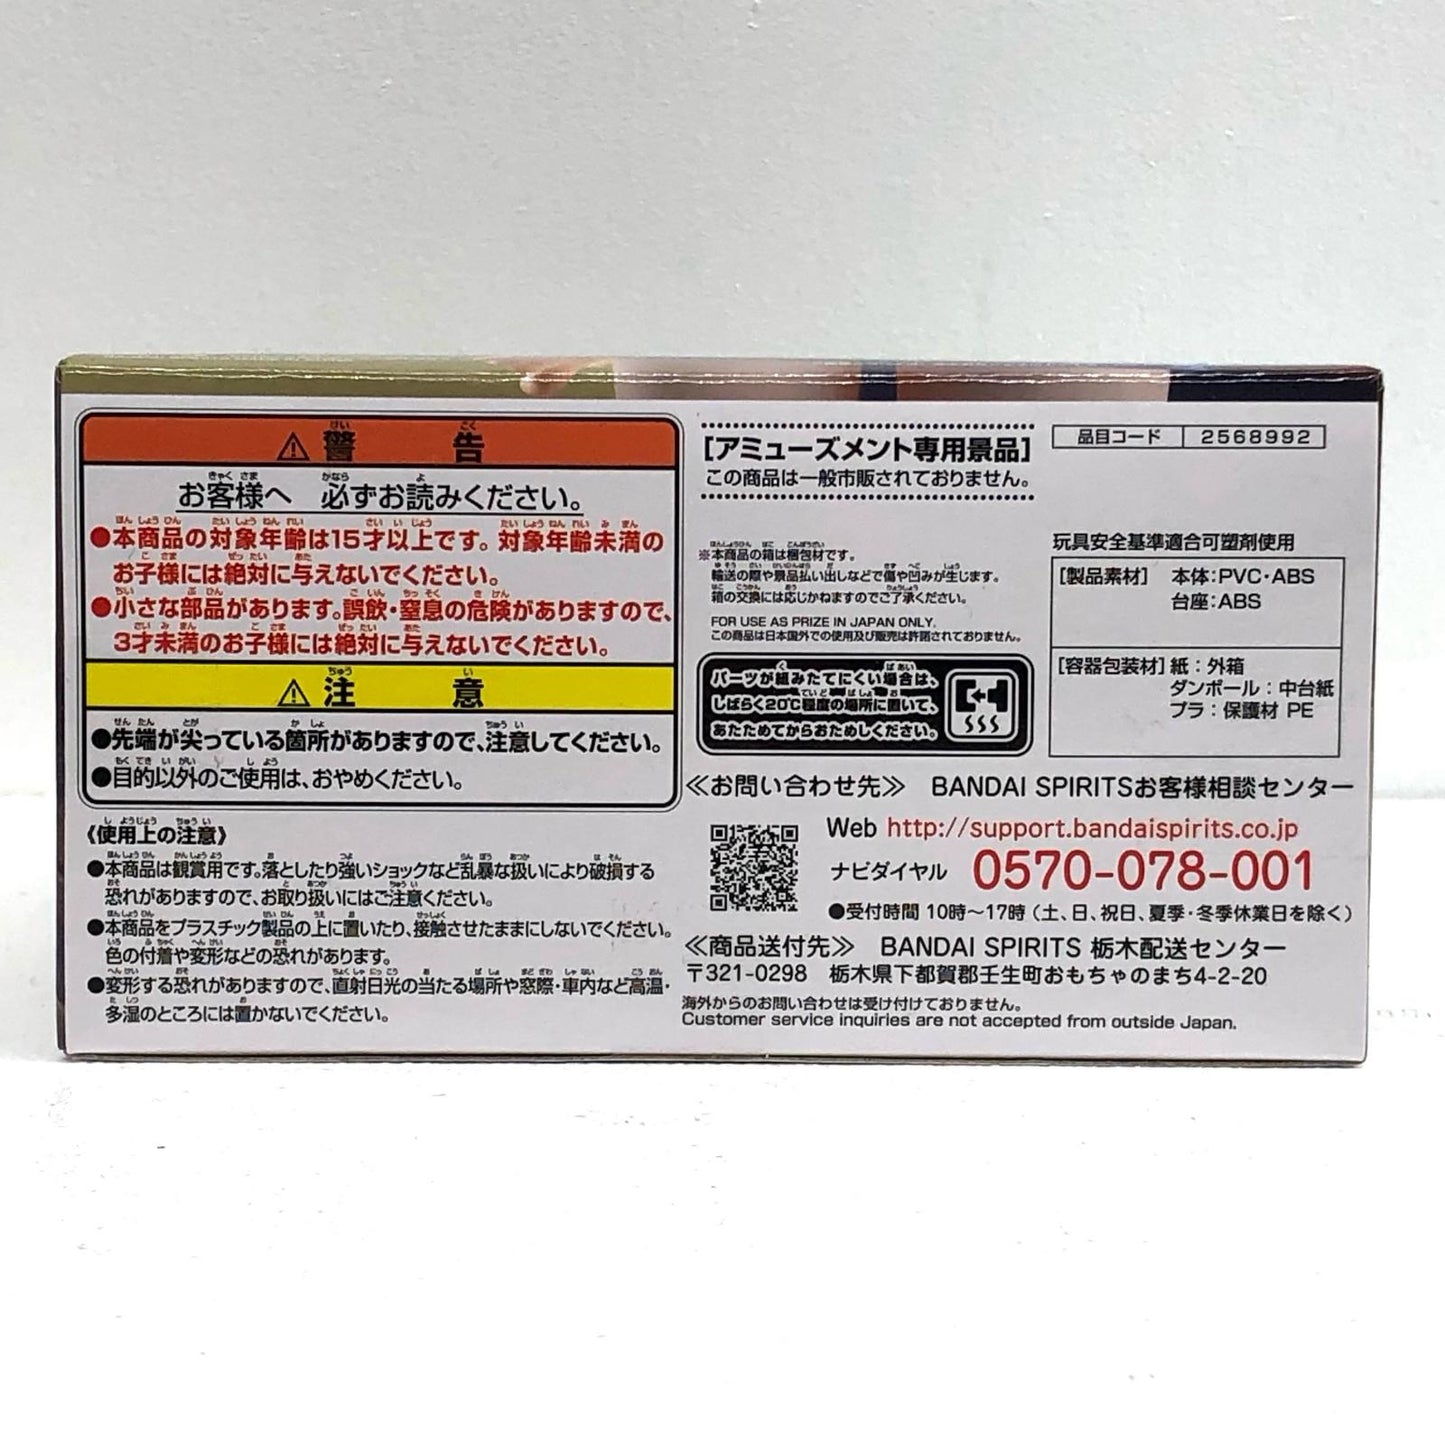 ⚠警告
お客様へ 必ずお読みください。
●本商品の対象年齢は15才以上です。対象年齢未満の
お子様には絶対に与えないでください。
●小さな部品があります。誤飲・窒息の危険がありますので、
3才未満のお子様には絶対に与えないでください。
⚠注意
●先端が尖っている箇所がありますので、注意してください。
●目的以外のご使用は、おやめください。
《使用上の注意》
●本商品は観賞用です。落としたり強いショックなど乱暴な扱いにより破損する
恐れがありますので、お取り扱いにはご注意ください。
●本商品をプラスチック製品の上に置いたり、接触させたままにしないでください。
色の付着や変形などの恐れがあります。
●変形する恐れがありますので、直射日光の当たる場所や窓際・車内など高温・
多湿のところには置かないでください。
[アミューズメント専用景品]
この商品は一般市販されておりません。
品目コード 2568992
※本商品の箱は梱包材です。
輸送の際や景品払い出しなどで傷や凹みが生じます。
箱の交換には応じかねますのでご了承ください。
FOR USE AS PRIZE IN JAPAN ONLY.
この商品は日本国外での使用及び販売は許諾されておりません。
パーツが組みたてにくい場合は、
しばらく20℃程度の場所に置いて、
あたためてからおためしください。
玩具安全基準適合可塑剤使用
[製品素材] 本体:PVC・ABS
台座:ABS
[容器包装材] 紙:外箱
ダンボール:中台紙
プラ:保護材 PE
≪お問い合わせ先≫ BANDAI SPIRITSお客様相談センター
Web http://support.bandaispirits.co.jp
ナビダイヤル 0570-078-001
●受付時間 10時～17時(土、日、祝日、夏季・冬季休業日を除く)
≪商品送付先≫ BANDAI SPIRITS 栃木配送センター
〒321-0298 栃木県下都賀郡壬生町おもちゃのまち4-2-20
海外からのお問い合わせは受け付けておりません。
Customer service inquiries are not accepted from outside Japan.